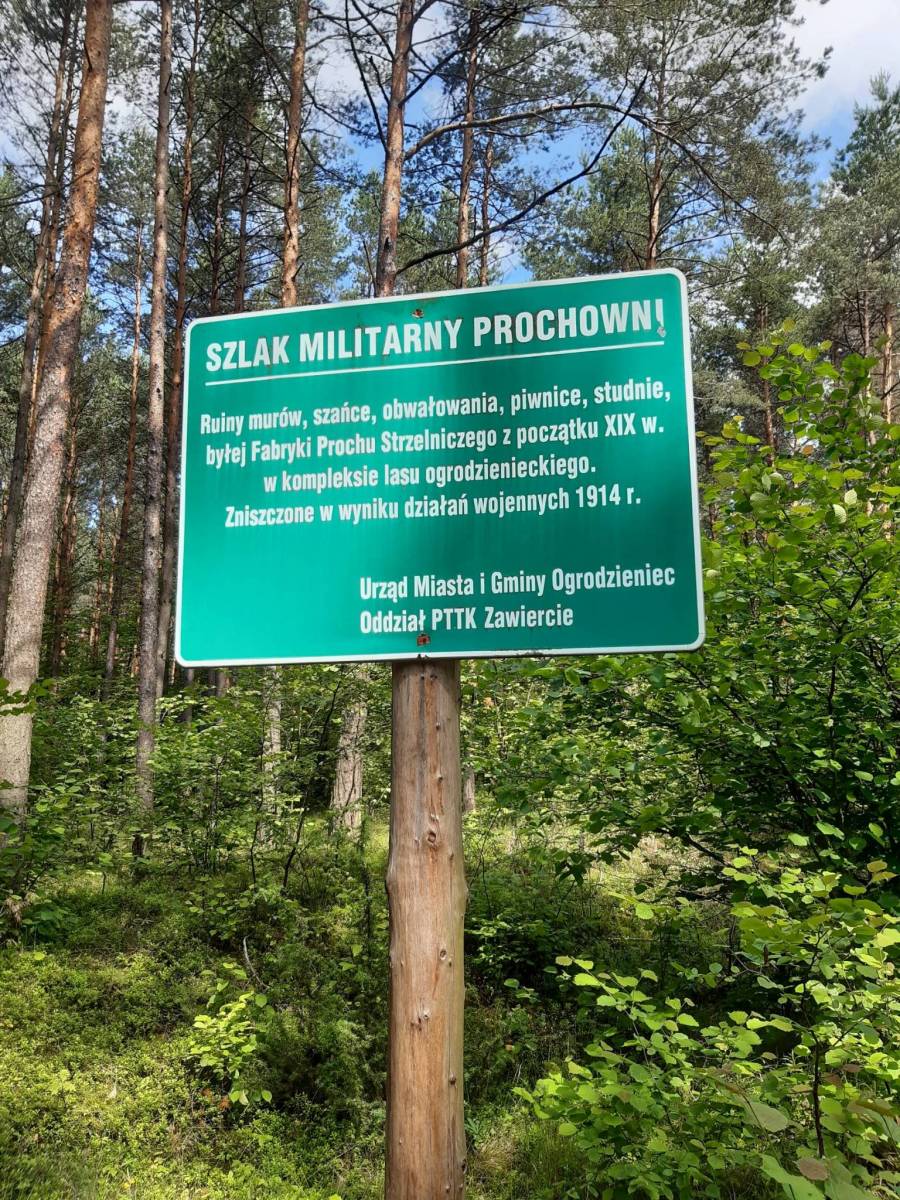 SZLAK MILITARNY PROCHOWNI
Ruiny murów, szańce, obwałowania, piwnice, studnie,
byłej Fabryki Prochu Strzelniczego z początku XIX w.
w kompleksie lasu ogrodzienieckiego.
Zniszczone w wyniku działań wojennych 1914 r.
Urząd Miasta i Gminy Ogrodzieniec
Oddział PTTK Zawiercie